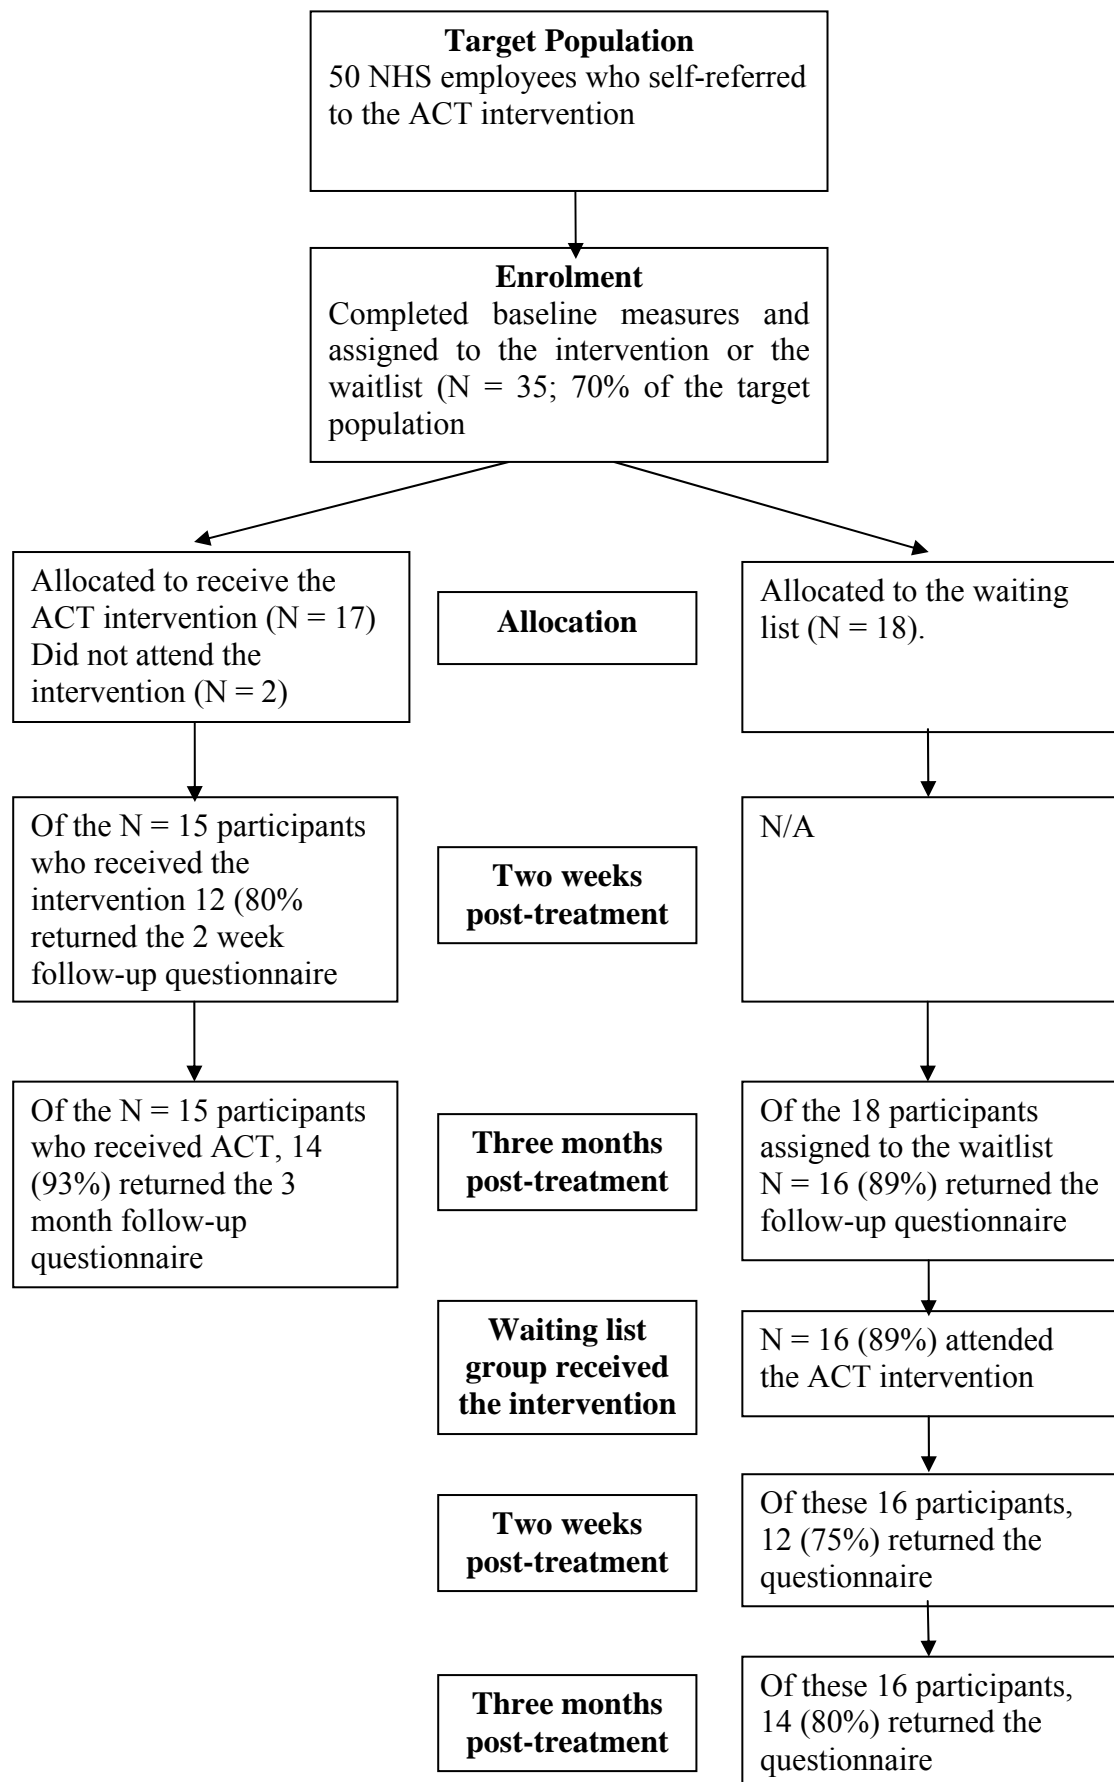 Target Population
50 NHS employees who self-referred
to the ACT intervention
Enrolment
Completed baseline measures and
assigned to the intervention or the
waitlist (N = 35; 70% of the target
population
Allocated to receive the
ACT intervention (N = 17)
Did not attend the
intervention (N = 2)
Allocation
Allocated to the waiting
list (N = 18).
Of the N = 15 participants
who received the
intervention 12 (80%
returned the 2 week
follow-up questionnaire
Two weeks
post-treatment
N/A
Of the N = 15 participants
who received ACT, 14
(93%) returned the 3
month follow-up
questionnaire
Three months
post-treatment
Of the 18 participants
assigned to the waitlist
N = 16 (89%) returned the
follow-up questionnaire
Waiting list
group received
the intervention
N = 16 (89%) attended
the ACT intervention
Two weeks
post-treatment
Of these 16 participants,
12 (75%) returned the
questionnaire
Three months
post-treatment
Of these 16 participants,
14 (80%) returned the
questionnaire